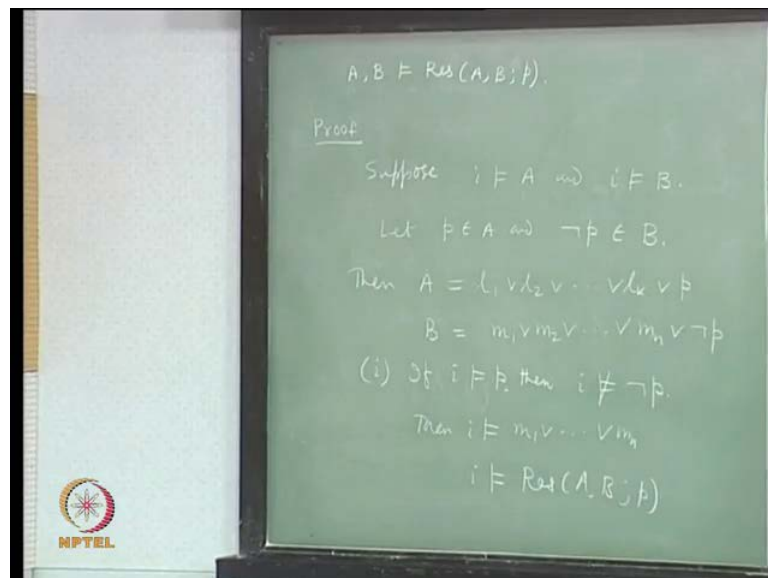 A, B ⊨ Res(A, B; p).
Proof
Suppose i ⊨ A and i ⊨ B.
Let p ∈ A and ¬p ∈ B.
Then A = l₁ ∨ l₂ ∨ ... ∨ lₖ ∨ p
B = m₁ ∨ m₂ ∨ ... ∨ mₙ ∨ ¬p
(i) If i ⊨ p, then i ⊭ ¬p.
Then i ⊨ m₁ ∨ ... ∨ mₙ
i ⊨ Res(A, B; p)
NPTEL